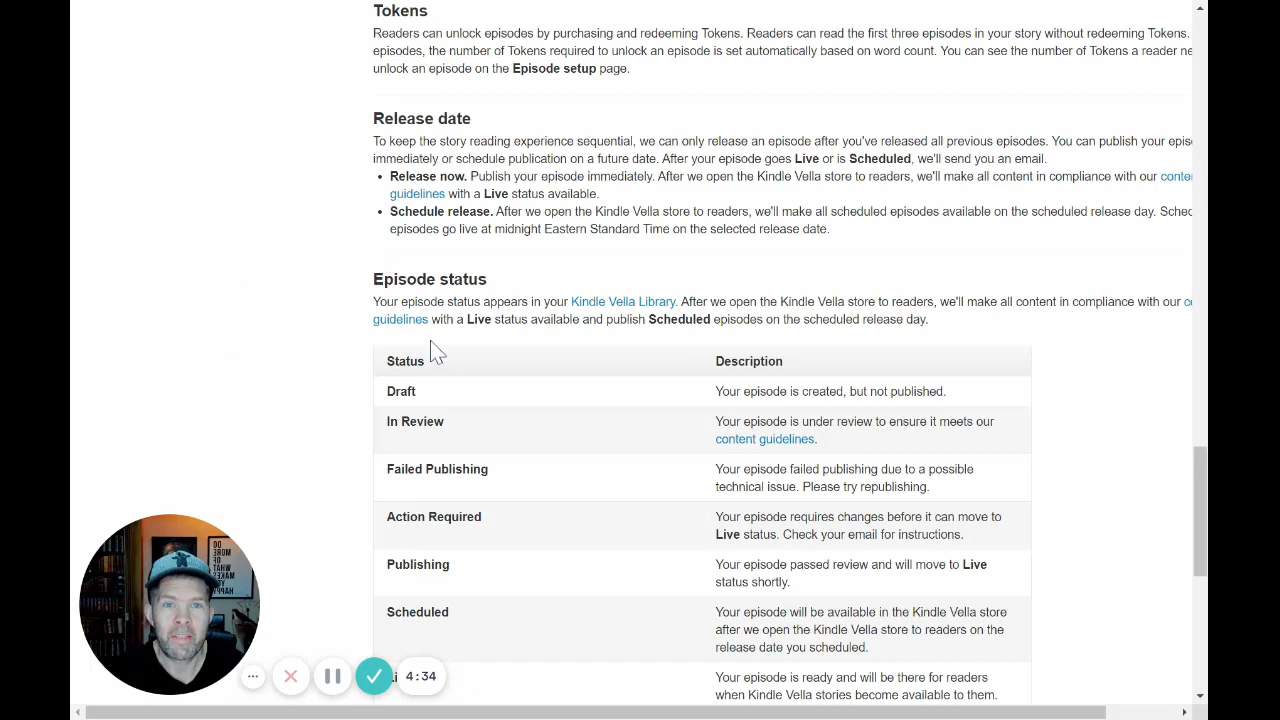 Tokens
Readers can unlock episodes by purchasing and redeeming Tokens. Readers can read the first three episodes in your story without redeeming Tokens.
episodes, the number of Tokens required to unlock an episode is set automatically based on word count. You can see the number of Tokens a reader ne
unlock an episode on the Episode setup page.
Release date
To keep the story reading experience sequential, we can only release an episode after you've released all previous episodes. You can publish your epis
immediately or schedule publication on a future date. After your episode goes Live or is Scheduled, we'll send you an email.
• Release now. Publish your episode immediately. After we open the Kindle Vella store to readers, we'll make all content in compliance with our conte
guidelines with a Live status available.
• Schedule release. After we open the Kindle Vella store to readers, we'll make all scheduled episodes available on the scheduled release day. Sched
episodes go live at midnight Eastern Standard Time on the selected release date.
Episode status
Your episode status appears in your Kindle Vella Library. After we open the Kindle Vella store to readers, we'll make all content in compliance with our co
guidelines with a Live status available and publish Scheduled episodes on the scheduled release day.
Status Description
Draft Your episode is created, but not published.
In Review Your episode is under review to ensure it meets our
content guidelines.
Failed Publishing Your episode failed publishing due to a possible
technical issue. Please try republishing.
Action Required Your episode requires changes before it can move to
Live status. Check your email for instructions.
Publishing Your episode passed review and will move to Live
status shortly.
Scheduled Your episode will be available in the Kindle Vella store
after we open the Kindle Vella store to readers on the
release date you scheduled.
Your episode is ready and will be there for readers
when Kindle Vella stories become available to them.
DO
MORE
OF
WHAT
MAKES
YOU
HAPPY
4:34